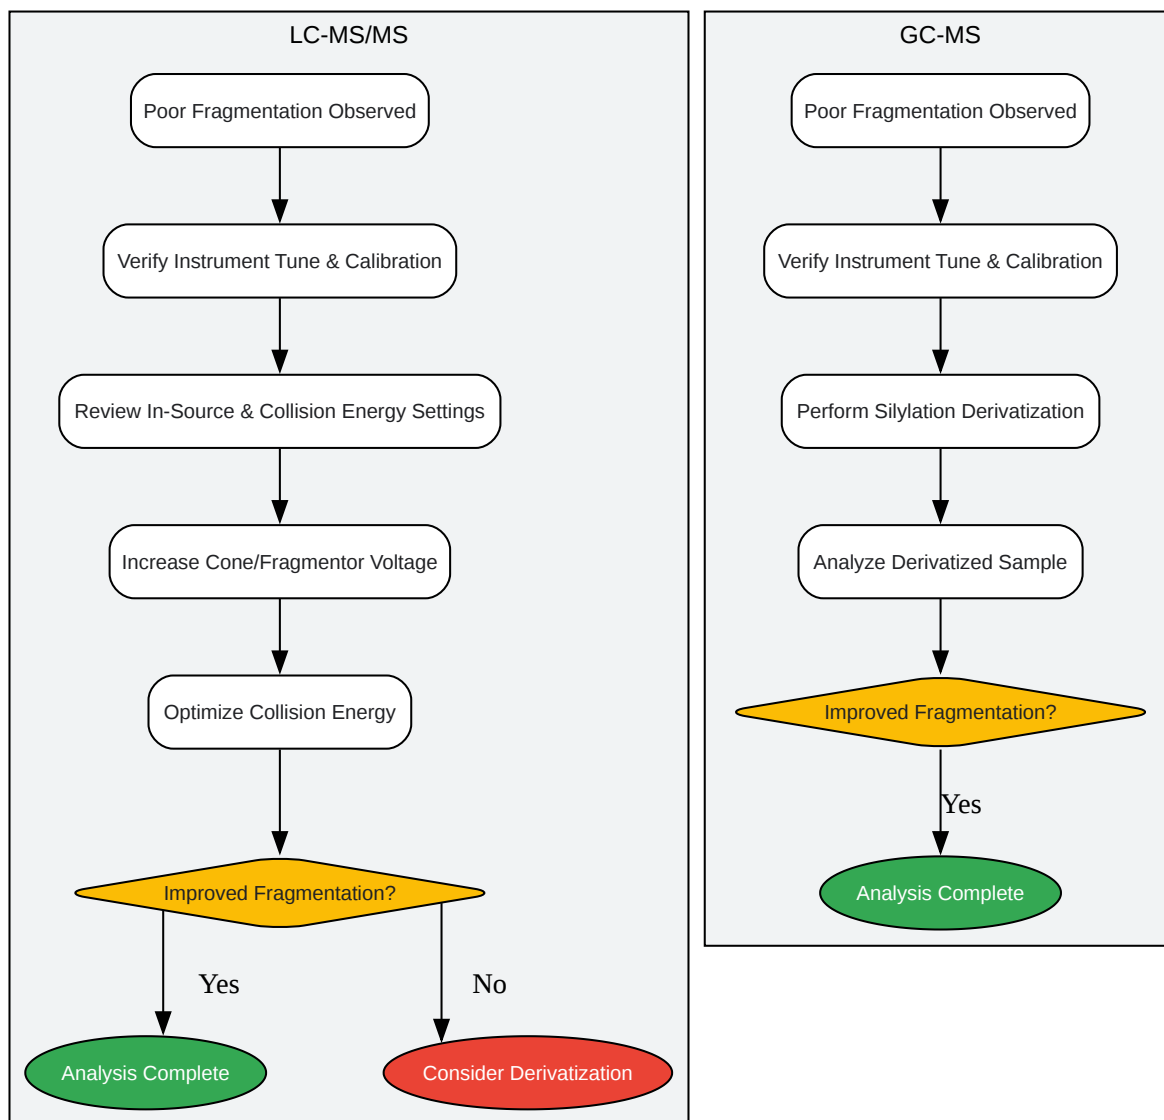 LC-MS/MS
Poor Fragmentation Observed
Verify Instrument Tune & Calibration
Review In-Source & Collision Energy Settings
Increase Cone/Fragmentor Voltage
Optimize Collision Energy
Improved Fragmentation?
Yes
No
Analysis Complete
Consider Derivatization
GC-MS
Poor Fragmentation Observed
Verify Instrument Tune & Calibration
Perform Silylation Derivatization
Analyze Derivatized Sample
Improved Fragmentation?
Yes
Analysis Complete